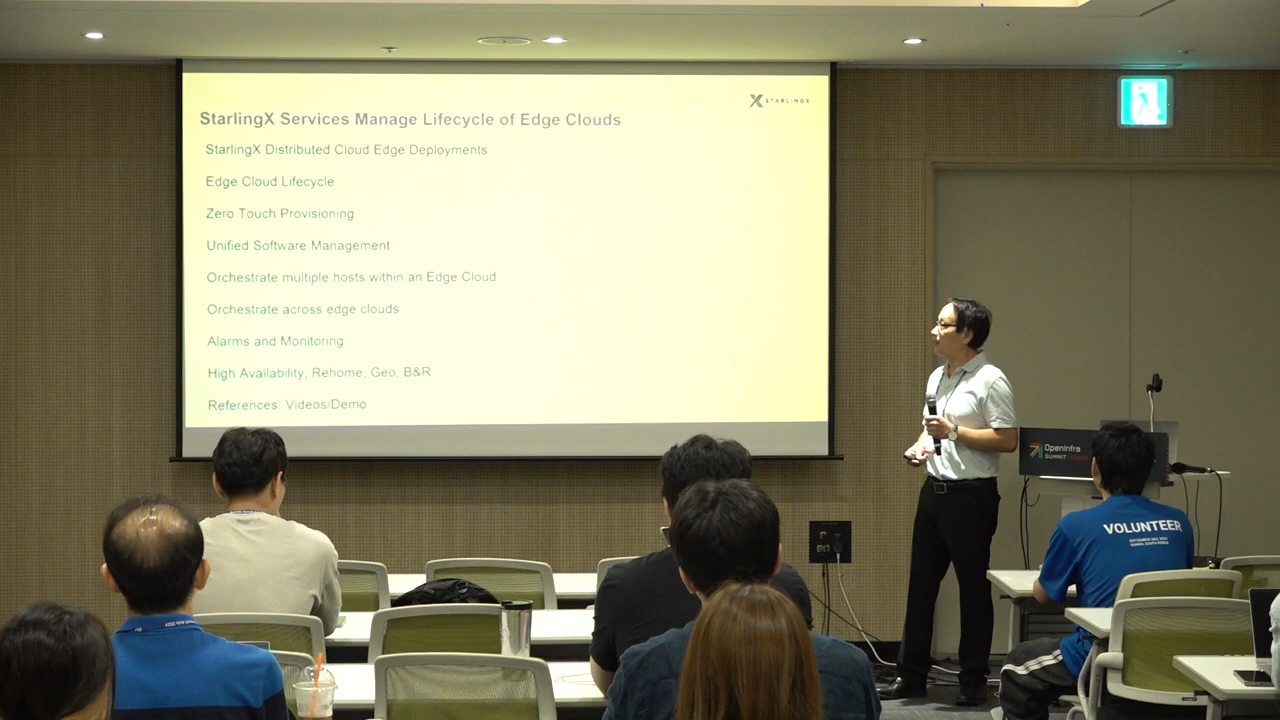 STARLINGX
StarlingX Services Manage Lifecycle of Edge Clouds
StarlingX Distributed Cloud Edge Deployments
Edge Cloud Lifecycle
Zero Touch Provisioning
Unified Software Management
Orchestrate multiple hosts within an Edge Cloud
Orchestrate across edge clouds
Alarms and Monitoring
High Availability, Rehome, Geo, B&R
References: Videos/Demo
OpenInfra
SUMMIT
VOLUNTEER